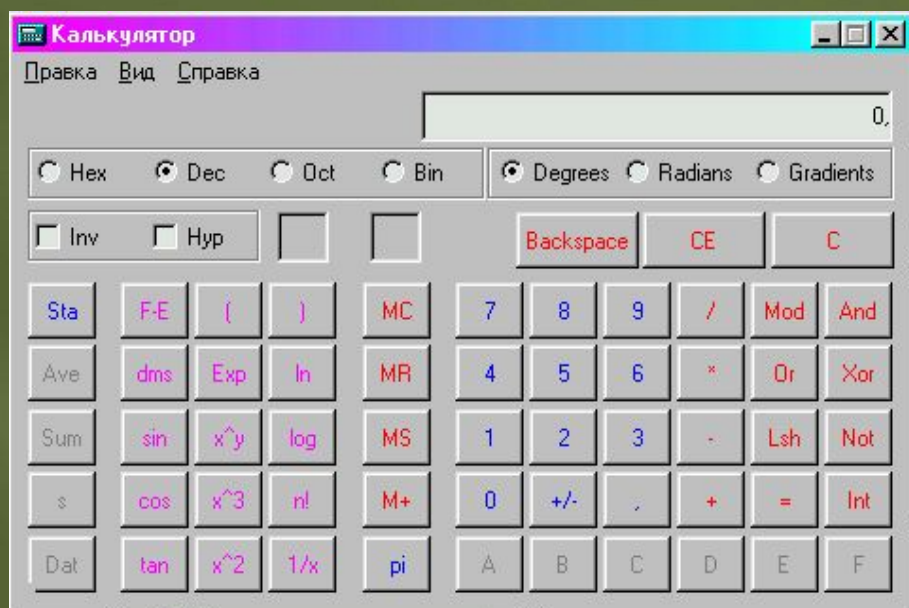 Калькулятор
Правка Вид Справка
0,
Hex Dec Oct Bin Degrees Radians Gradients
Inv Hyp Backspace CE C
Sta F-E ( ) MC 7 8 9 / Mod And
Ave dms Exp ln MR 4 5 6 * Or Xor
Sum sin x^y log MS 1 2 3 - Lsh Not
s cos x^3 n! M+ 0 +/- , + = Int
Dat tan x^2 1/x pi A B C D E F